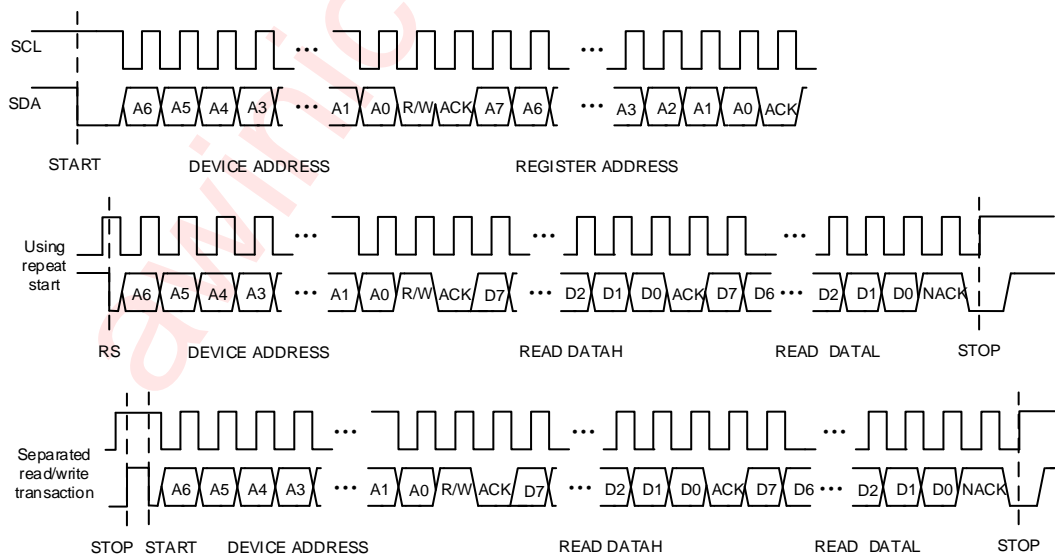 SCL
SDA
A6 A5 A4 A3 ••• A1 A0 R/W ACK A7 A6 ••• A3 A2 A1 A0 ACK
START DEVICE ADDRESS REGISTER ADDRESS
Using
repeat
start
A6 A5 A4 A3 ••• A1 A0 R/W ACK D7 ••• D2 D1 D0 ACK D7 D6 ••• D2 D1 D0 NACK
RS DEVICE ADDRESS READ DATAH READ DATAL STOP
Separated
read/write
transaction
A6 A5 A4 A3 ••• A1 A0 R/W ACK D7 ••• D2 D1 D0 ACK D7 D6 ••• D2 D1 D0 NACK
STOP START DEVICE ADDRESS READ DATAH READ DATAL STOP
awinic